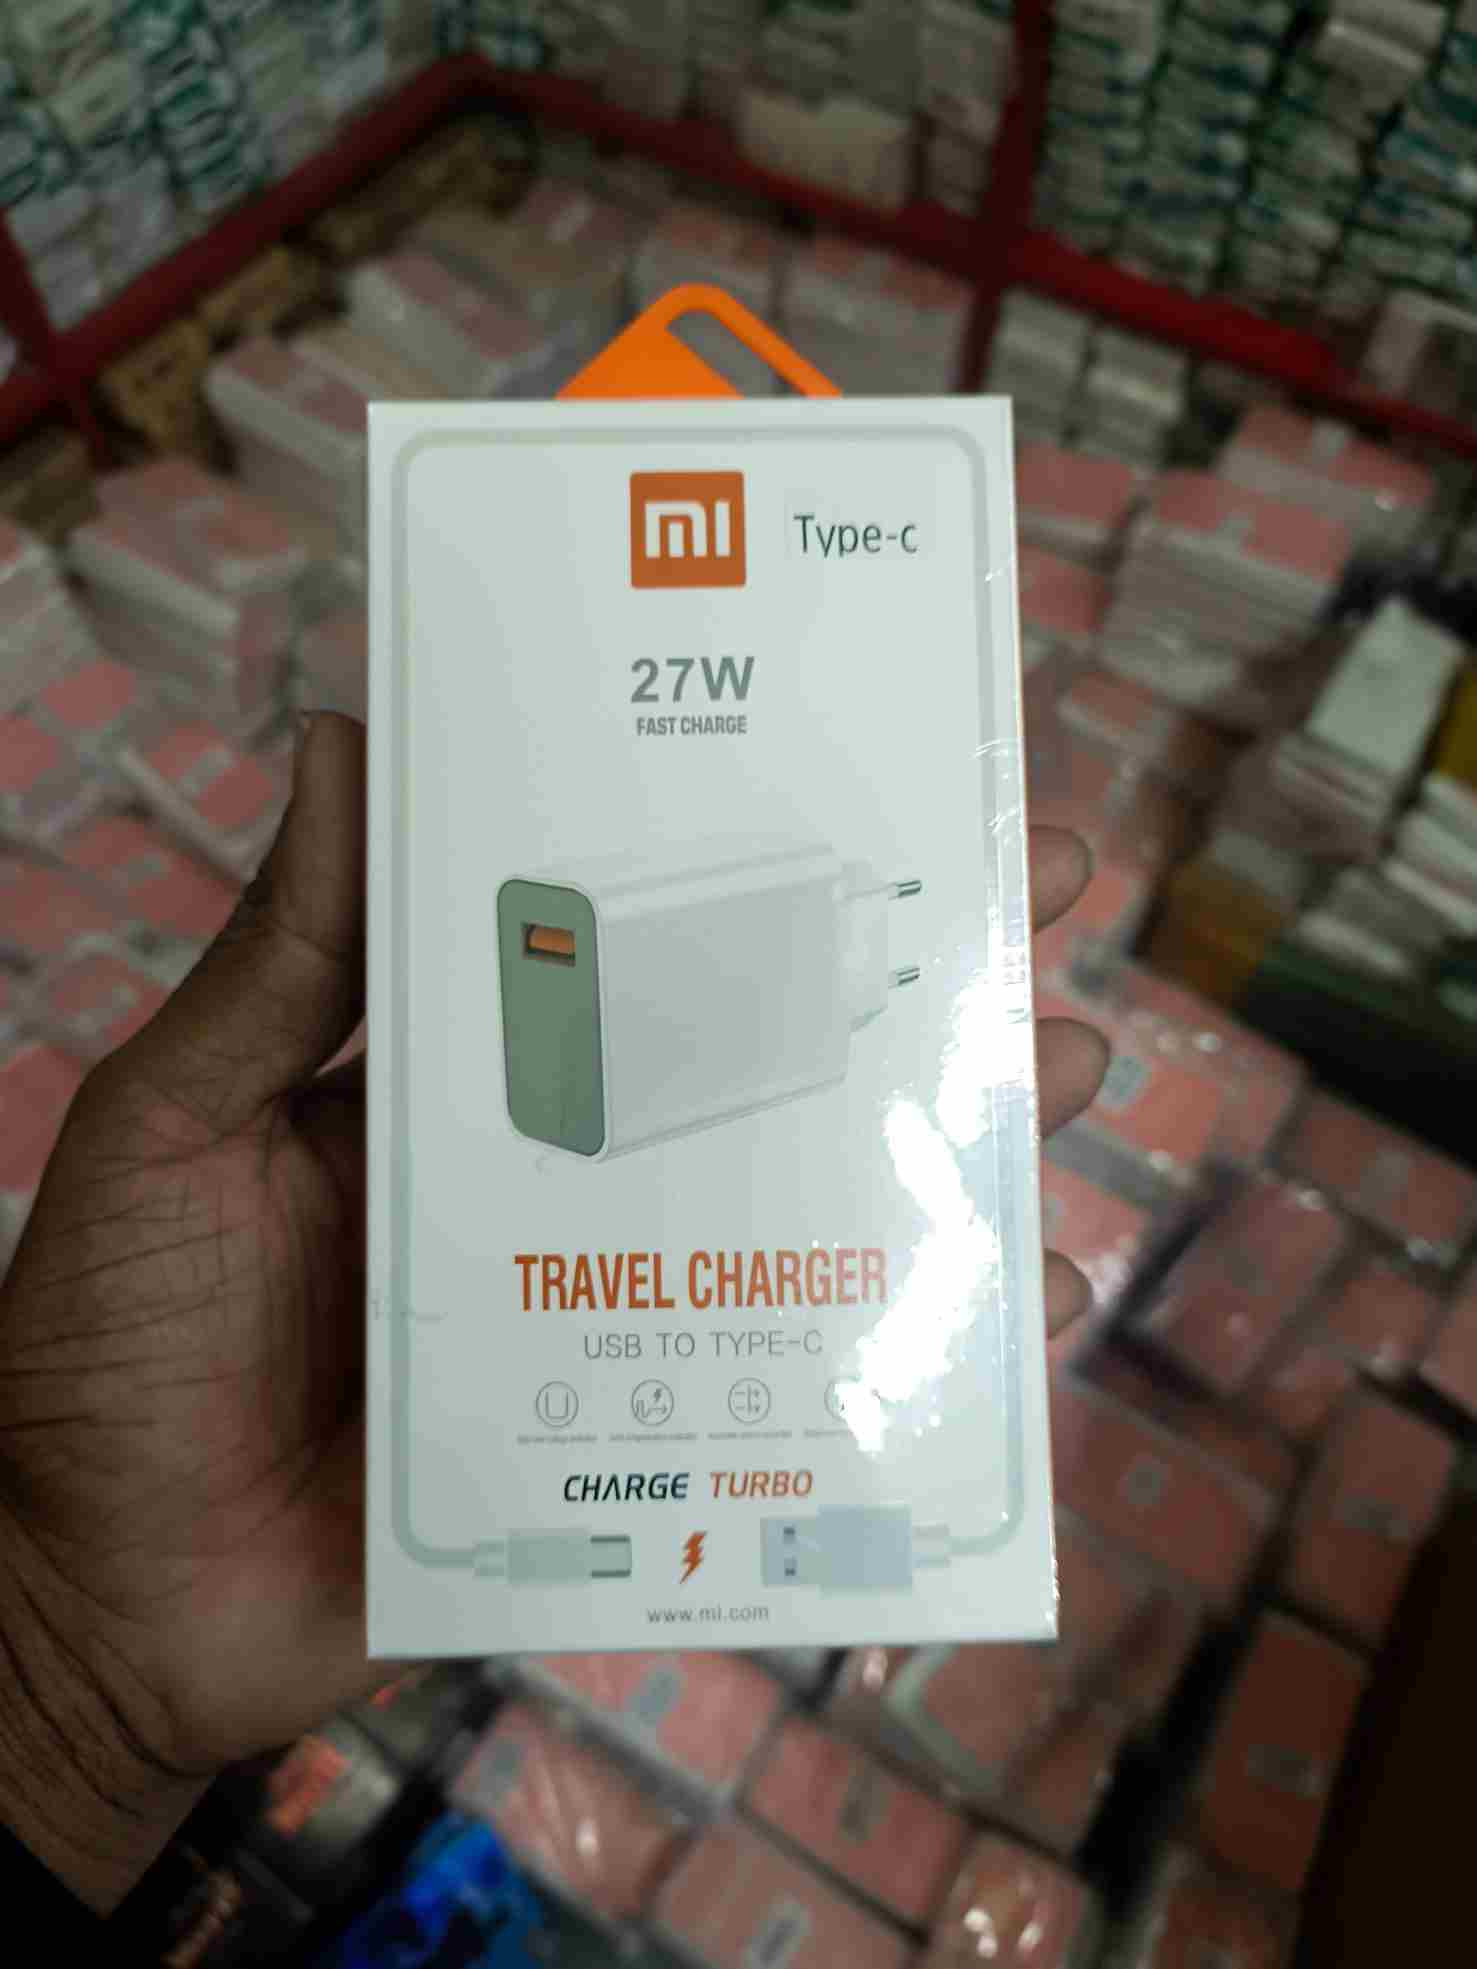 mi
Type-c
27W
FAST CHARGE
TRAVEL CHARGER
USB TO TYPE-C
CHARGE TURBO
www.mi.com